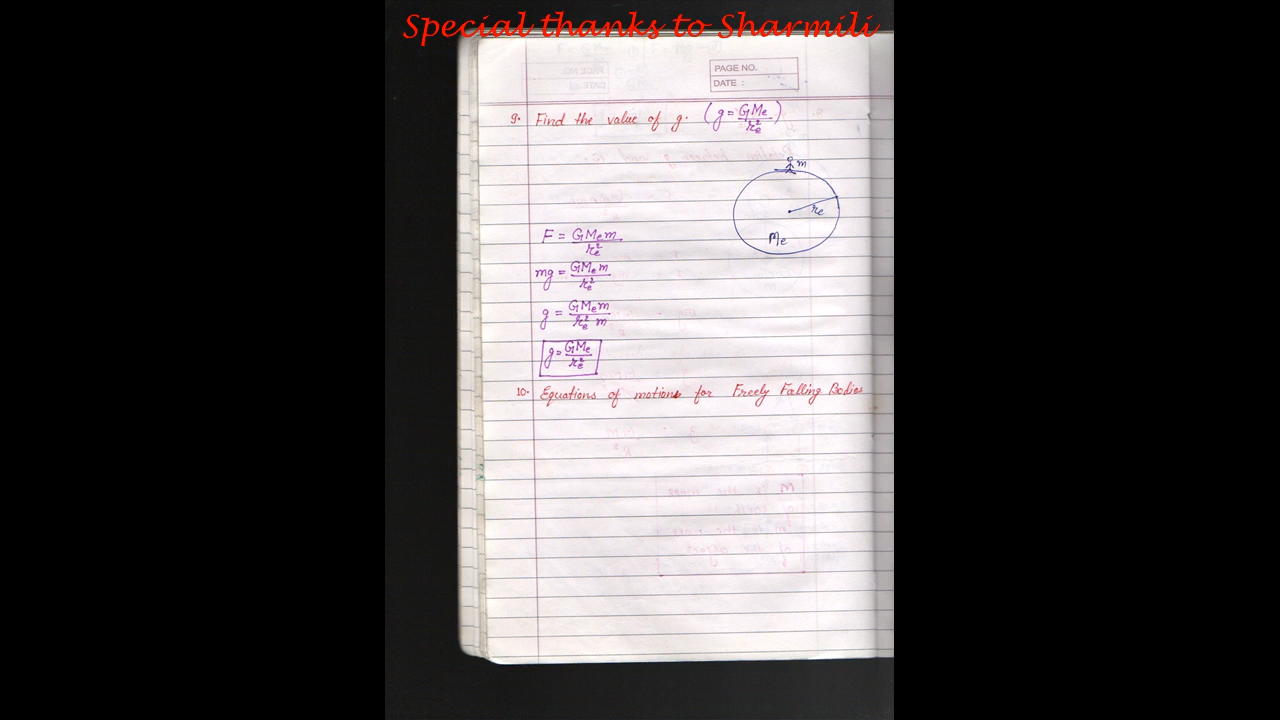 Special thanks to Sharmili
PAGE NO.
DATE :
9. Find the value of g. (g = GMe/re²)
m
re
Me
F = GMem/re²
mg = GMem/re²
g = GMem/re² m
g = GMe/re²
10. Equations of motions for Freely Falling Bodies